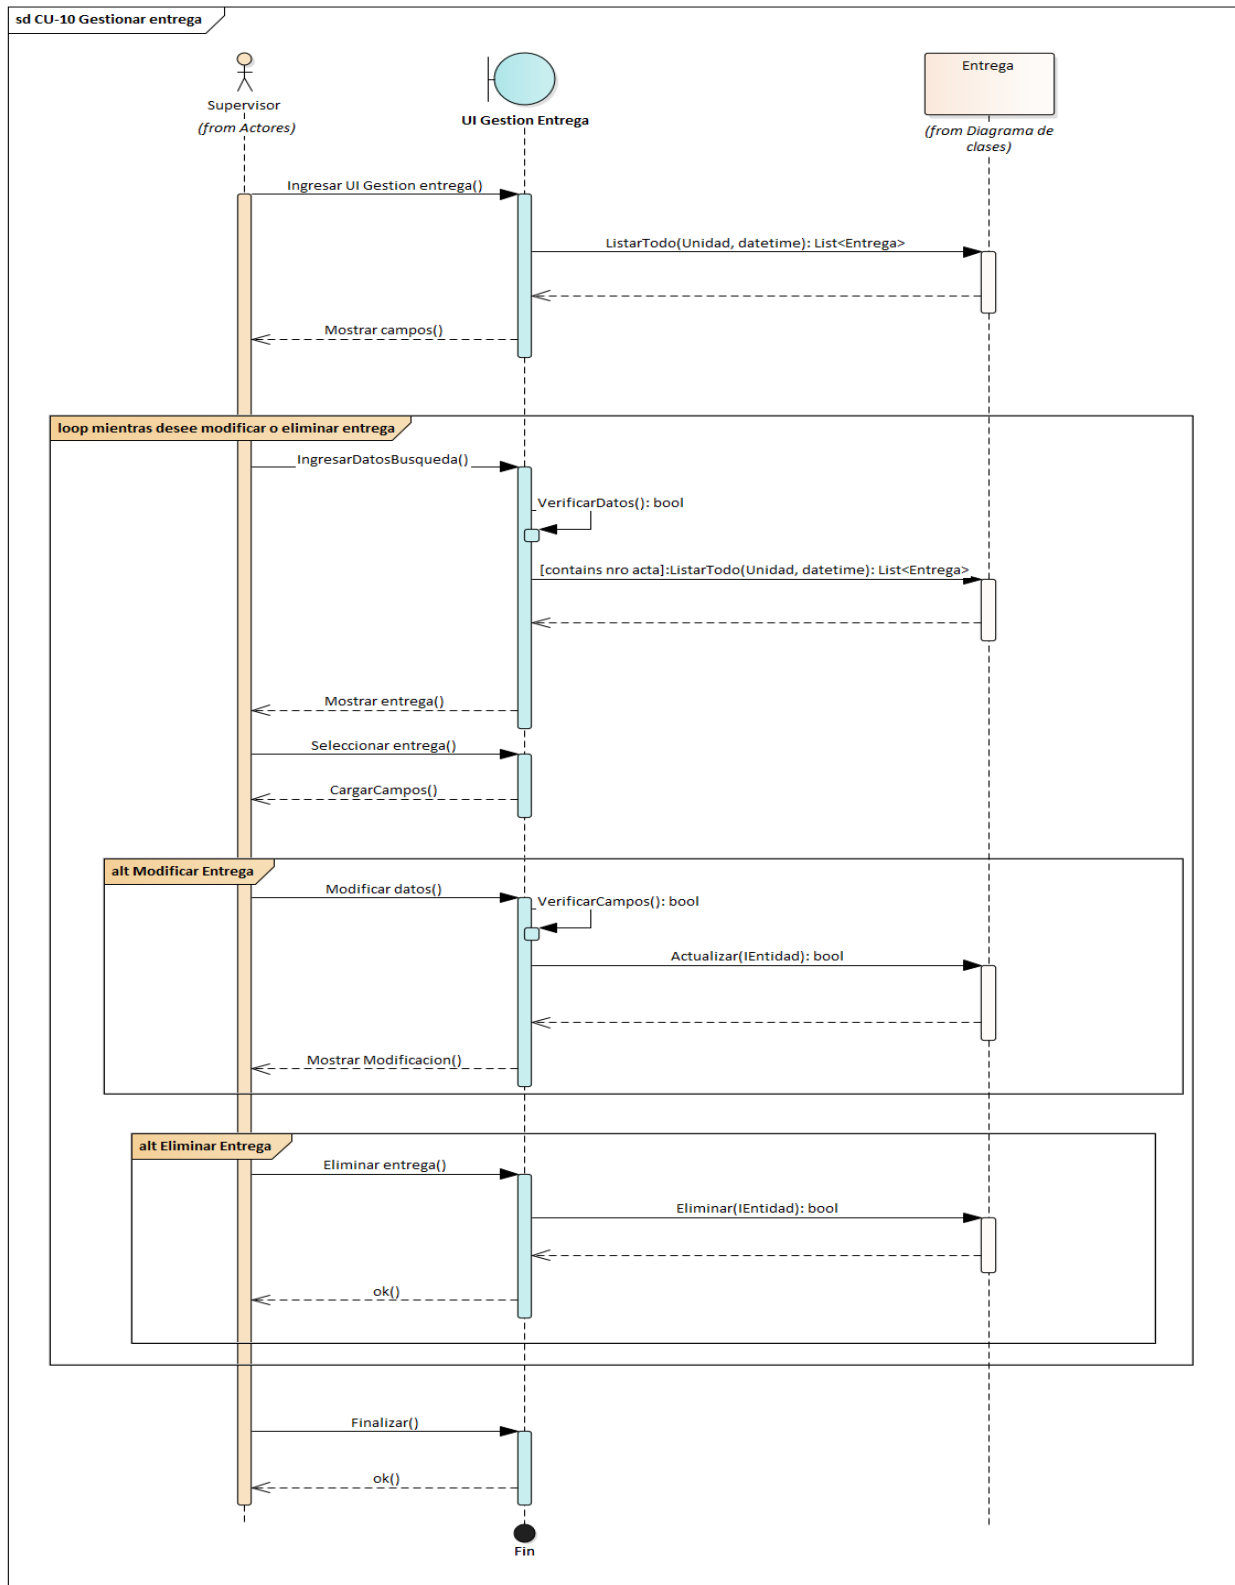 sd CU-10 Gestionar entrega
Supervisor
(from Actores)
UI Gestion Entrega
Entrega
(from Diagrama de
clases)
Ingresar UI Gestion entrega()
ListarTodo(Unidad, datetime): List<Entrega>
Mostrar campos()
loop mientras desee modificar o eliminar entrega
IngresarDatosBusqueda()
VerificarDatos(): bool
[contains nro acta]:ListarTodo(Unidad, datetime): List<Entrega>
Mostrar entrega()
Seleccionar entrega()
CargarCampos()
alt Modificar Entrega
Modificar datos()
VerificarCampos(): bool
Actualizar(IEntidad): bool
Mostrar Modificacion()
alt Eliminar Entrega
Eliminar entrega()
Eliminar(IEntidad): bool
ok()
Finalizar()
ok()
Fin